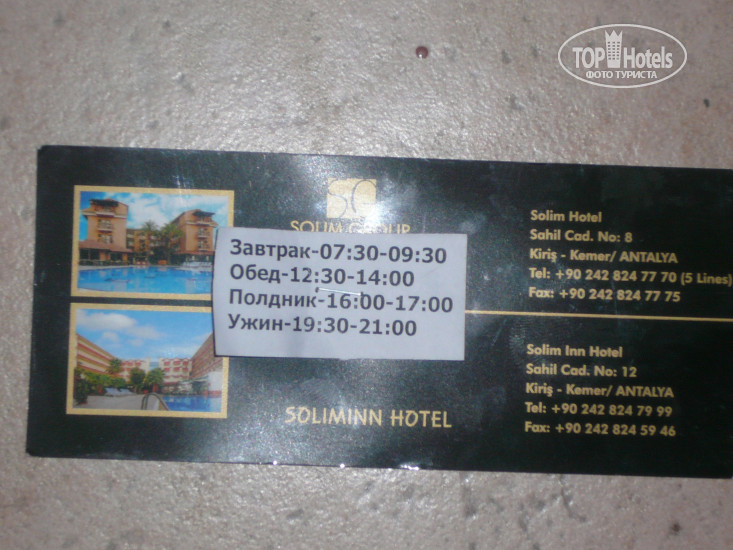 TOP Hotels
ФОТО ТУРИСТА
SOLIM GROUP
Завтрак-07:30-09:30
Обед-12:30-14:00
Полдник-16:00-17:00
Ужин-19:30-21:00
SOLIMINN HOTEL
Solim Hotel
Sahil Cad. No: 8
Kiriş - Kemer/ ANTALYA
Tel: +90 242 824 77 70 (5 Lines)
Fax: +90 242 824 77 75
Solim Inn Hotel
Sahil Cad. No: 12
Kiriş - Kemer/ ANTALYA
Tel: +90 242 824 79 99
Fax: +90 242 824 59 46